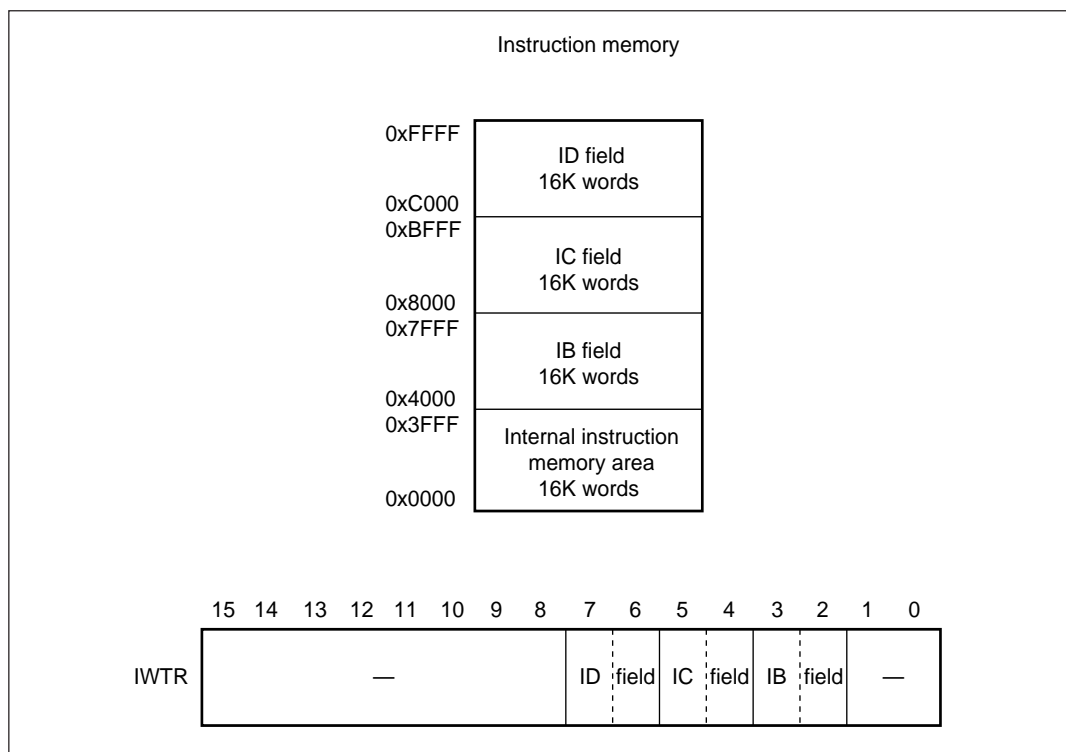 Instruction memory
0xFFFF
ID field
16K words
0xC000
0xBFFF
IC field
16K words
0x8000
0x7FFF
IB field
16K words
0x4000
0x3FFF
Internal instruction
memory area
16K words
0x0000
15 14 13 12 11 10 9 8 7 6 5 4 3 2 1 0
IWTR — ID field IC field IB field —